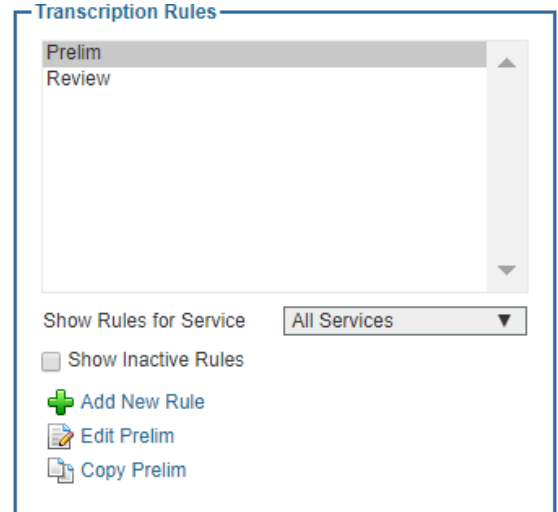 Transcription Rules
Prelim
Review
Show Rules for Service All Services
Show Inactive Rules
Add New Rule
Edit Prelim
Copy Prelim